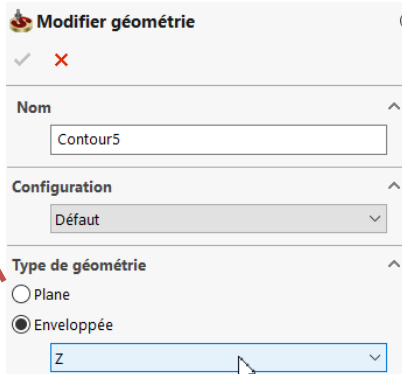 Modifier géométrie
Nom
Contour5
Configuration
Défaut
Type de géométrie
Plane
Enveloppée
Z